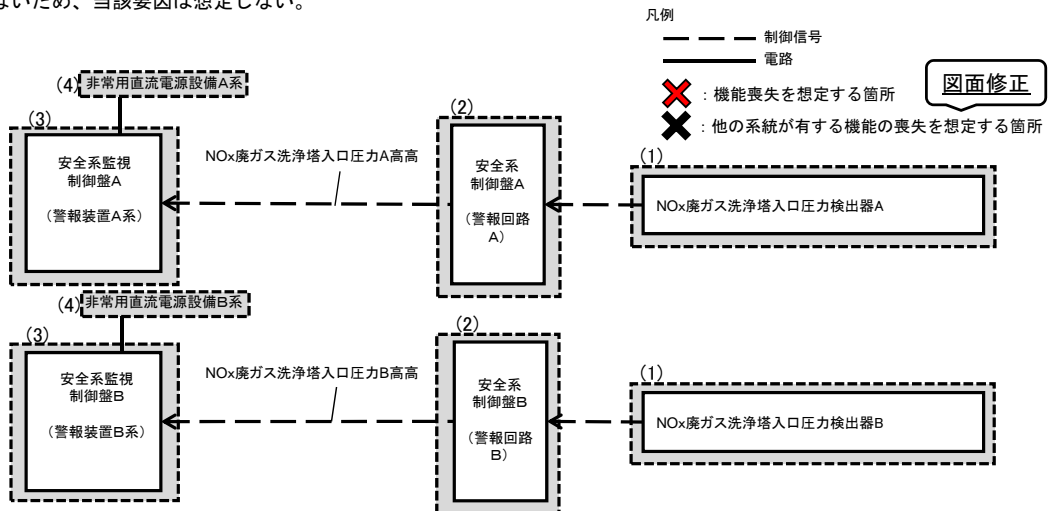 ないため、当該要因は想定しない。
凡例
制御信号
電路
：機能喪失を想定する箇所
：他の系統が有する機能の喪失を想定する箇所
図面修正
(4)
非常用直流電源設備A系
(3)
安全系監視
制御盤A
（警報装置A系）
NOx廃ガス洗浄塔入口圧力A高高
(2)
安全系
制御盤A
（警報回路
A）
(1)
NOx廃ガス洗浄塔入口圧力検出器A
(4)
非常用直流電源設備B系
(3)
安全系監視
制御盤B
（警報装置B系）
NOx廃ガス洗浄塔入口圧力B高高
(2)
安全系
制御盤B
（警報回路
B）
(1)
NOx廃ガス洗浄塔入口圧力検出器B